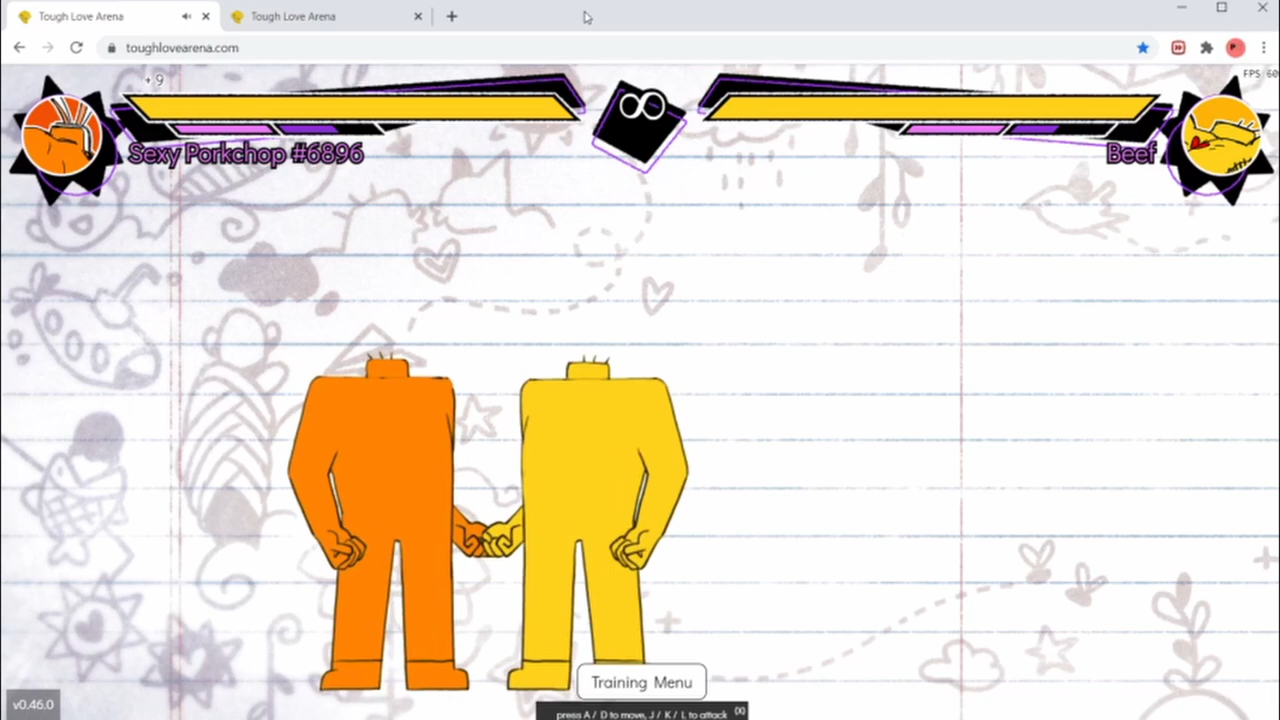 Tough Love Arena
Tough Love Arena
toughlovearena.com
FPS 60
+ 9
Sexy Porkchop #6896
Beef
Training Menu
v0.46.0
press A / D to move, J / K / L to attack (X)